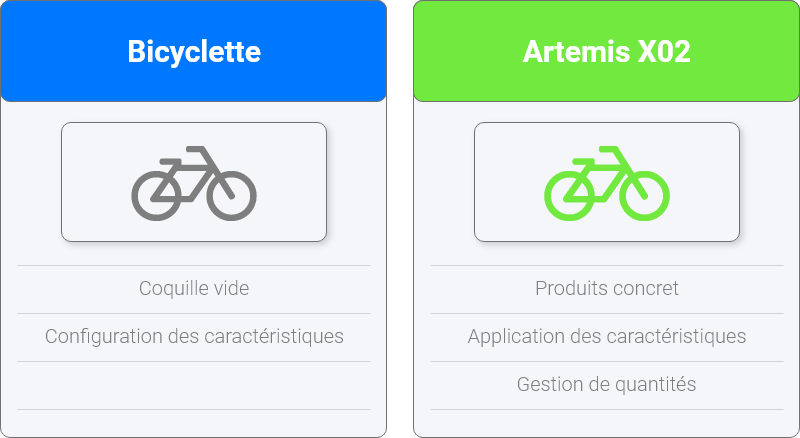 Bicyclette
Coquille vide
Configuration des caractéristiques
Artemis X02
Produits concret
Application des caractéristiques
Gestion de quantités